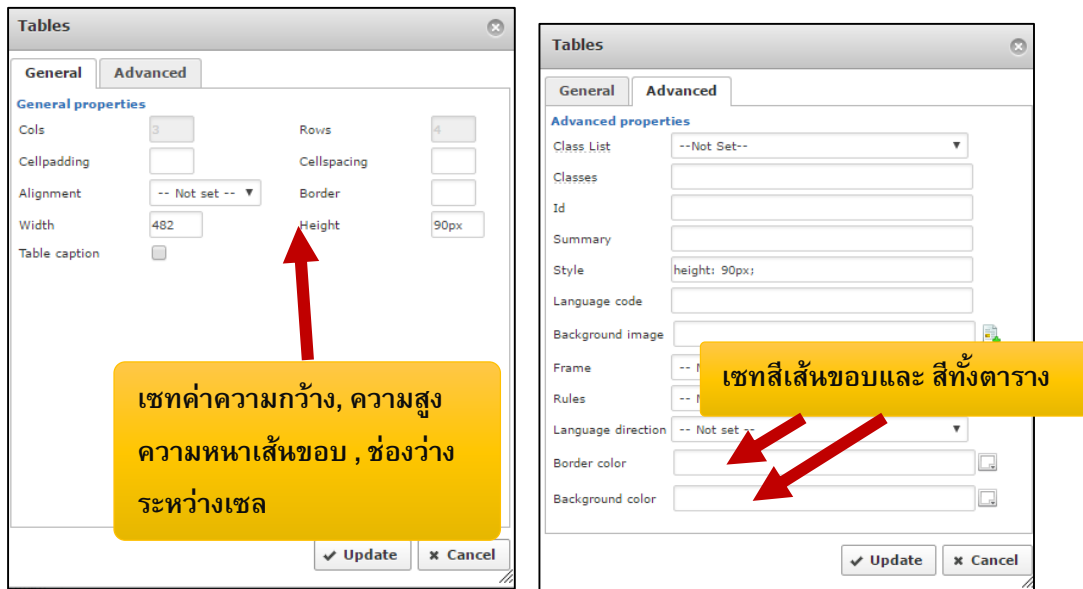 Tables
General Advanced
General properties
Cols 3 Rows 4
Cellpadding Cellspacing
Alignment -- Not set -- Border
Width 482 Height 90px
Table caption
เซทค่าความกว้าง, ความสูง
ความหนาเส้นขอบ , ช่องว่าง
ระหว่างเซล
Update Cancel
Tables
General Advanced
Advanced properties
Class List --Not Set--
Classes
Id
Summary
Style height: 90px;
Language code
Background image
เซทสีเส้นขอบและ สีทั้งตาราง
Frame --
Rules --
Language direction -- Not set --
Border color
Background color
Update Cancel